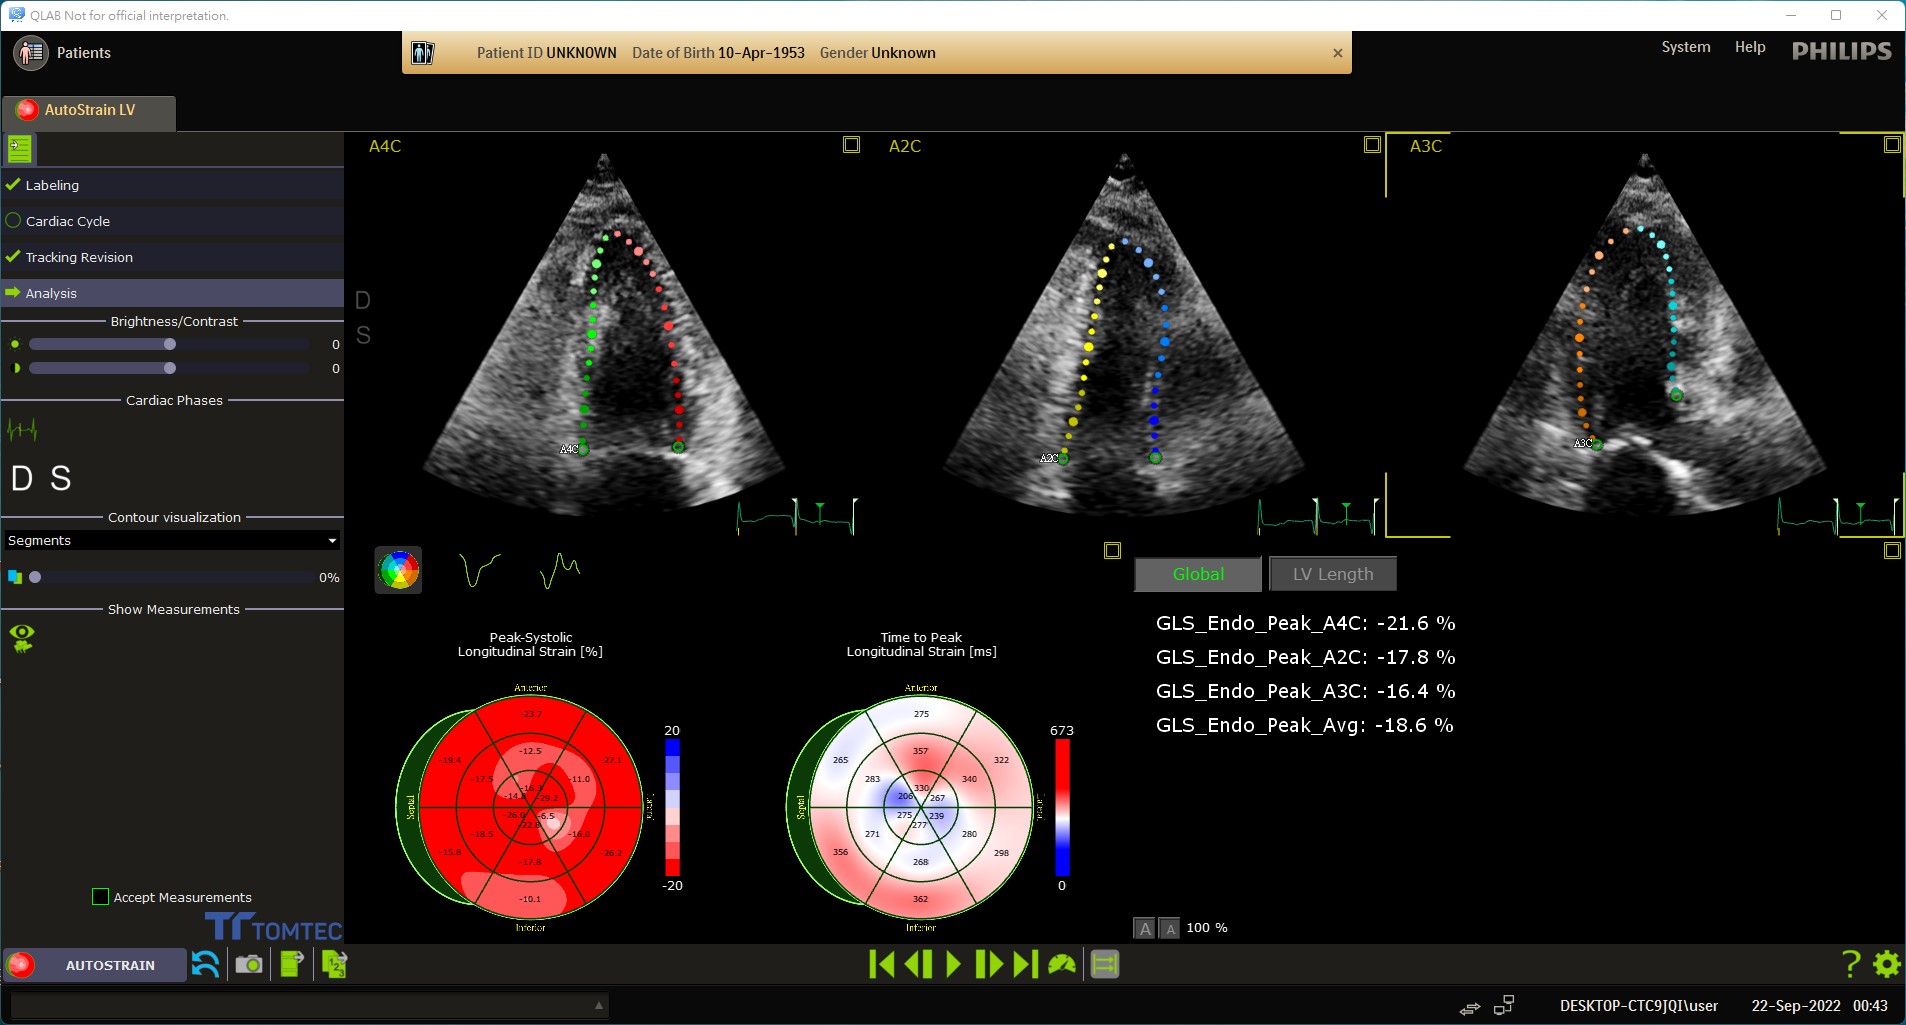 QLAB Not for official interpretation.
Patients
Patient ID UNKNOWN Date of Birth 10-Apr-1953 Gender Unknown
System Help PHILIPS
AutoStrain LV
Labeling
Cardiac Cycle
Tracking Revision
Analysis
Brightness/Contrast
0
0
Cardiac Phases
D S
Contour visualization
Segments
0%
Show Measurements
Accept Measurements
TOMTEC
A4C
D
S
A4C
A2C
A2C
A3C
A3C
Peak-Systolic
Longitudinal Strain [%]
Anterior
-23.7
-19.4
-12.5
-27.1
-17.5
-11.0
-16.3
-14.8
-29.2
Septal
-26.0
-6.5
-22.8
-18.5
-16.0
-15.8
-17.8
-26.2
-10.1
Inferior
20
-20
Time to Peak
Longitudinal Strain [ms]
Anterior
275
265
357
322
283
340
330
206
267
Septal
Lateral
275
239
277
271
280
356
268
298
362
Inferior
673
0
Global LV Length
GLS_Endo_Peak_A4C: -21.6 %
GLS_Endo_Peak_A2C: -17.8 %
GLS_Endo_Peak_A3C: -16.4 %
GLS_Endo_Peak_Avg: -18.6 %
A A 100 %
AUTOSTRAIN
1 2 3
?
DESKTOP-CTC9JQI\user 22-Sep-2022 00:43